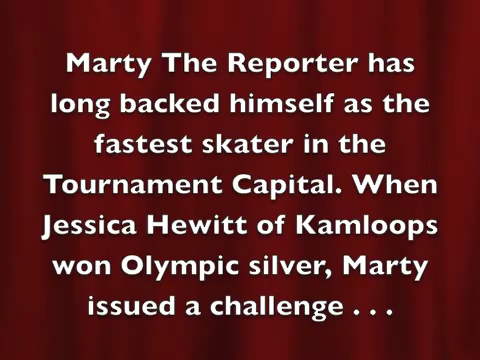 Marty The Reporter has
long backed himself as the
fastest skater in the
Tournament Capital. When
Jessica Hewitt of Kamloops
won Olympic silver, Marty
issued a challenge . . .